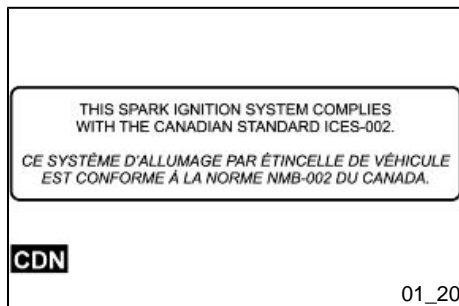 THIS SPARK IGNITION SYSTEM COMPLIES
WITH THE CANADIAN STANDARD ICES-002.
CE SYSTÈME D'ALLUMAGE PAR ÉTINCELLE DE VÉHICULE
EST CONFORME À LA NORME NMB-002 DU CANADA.
CDN
01_20